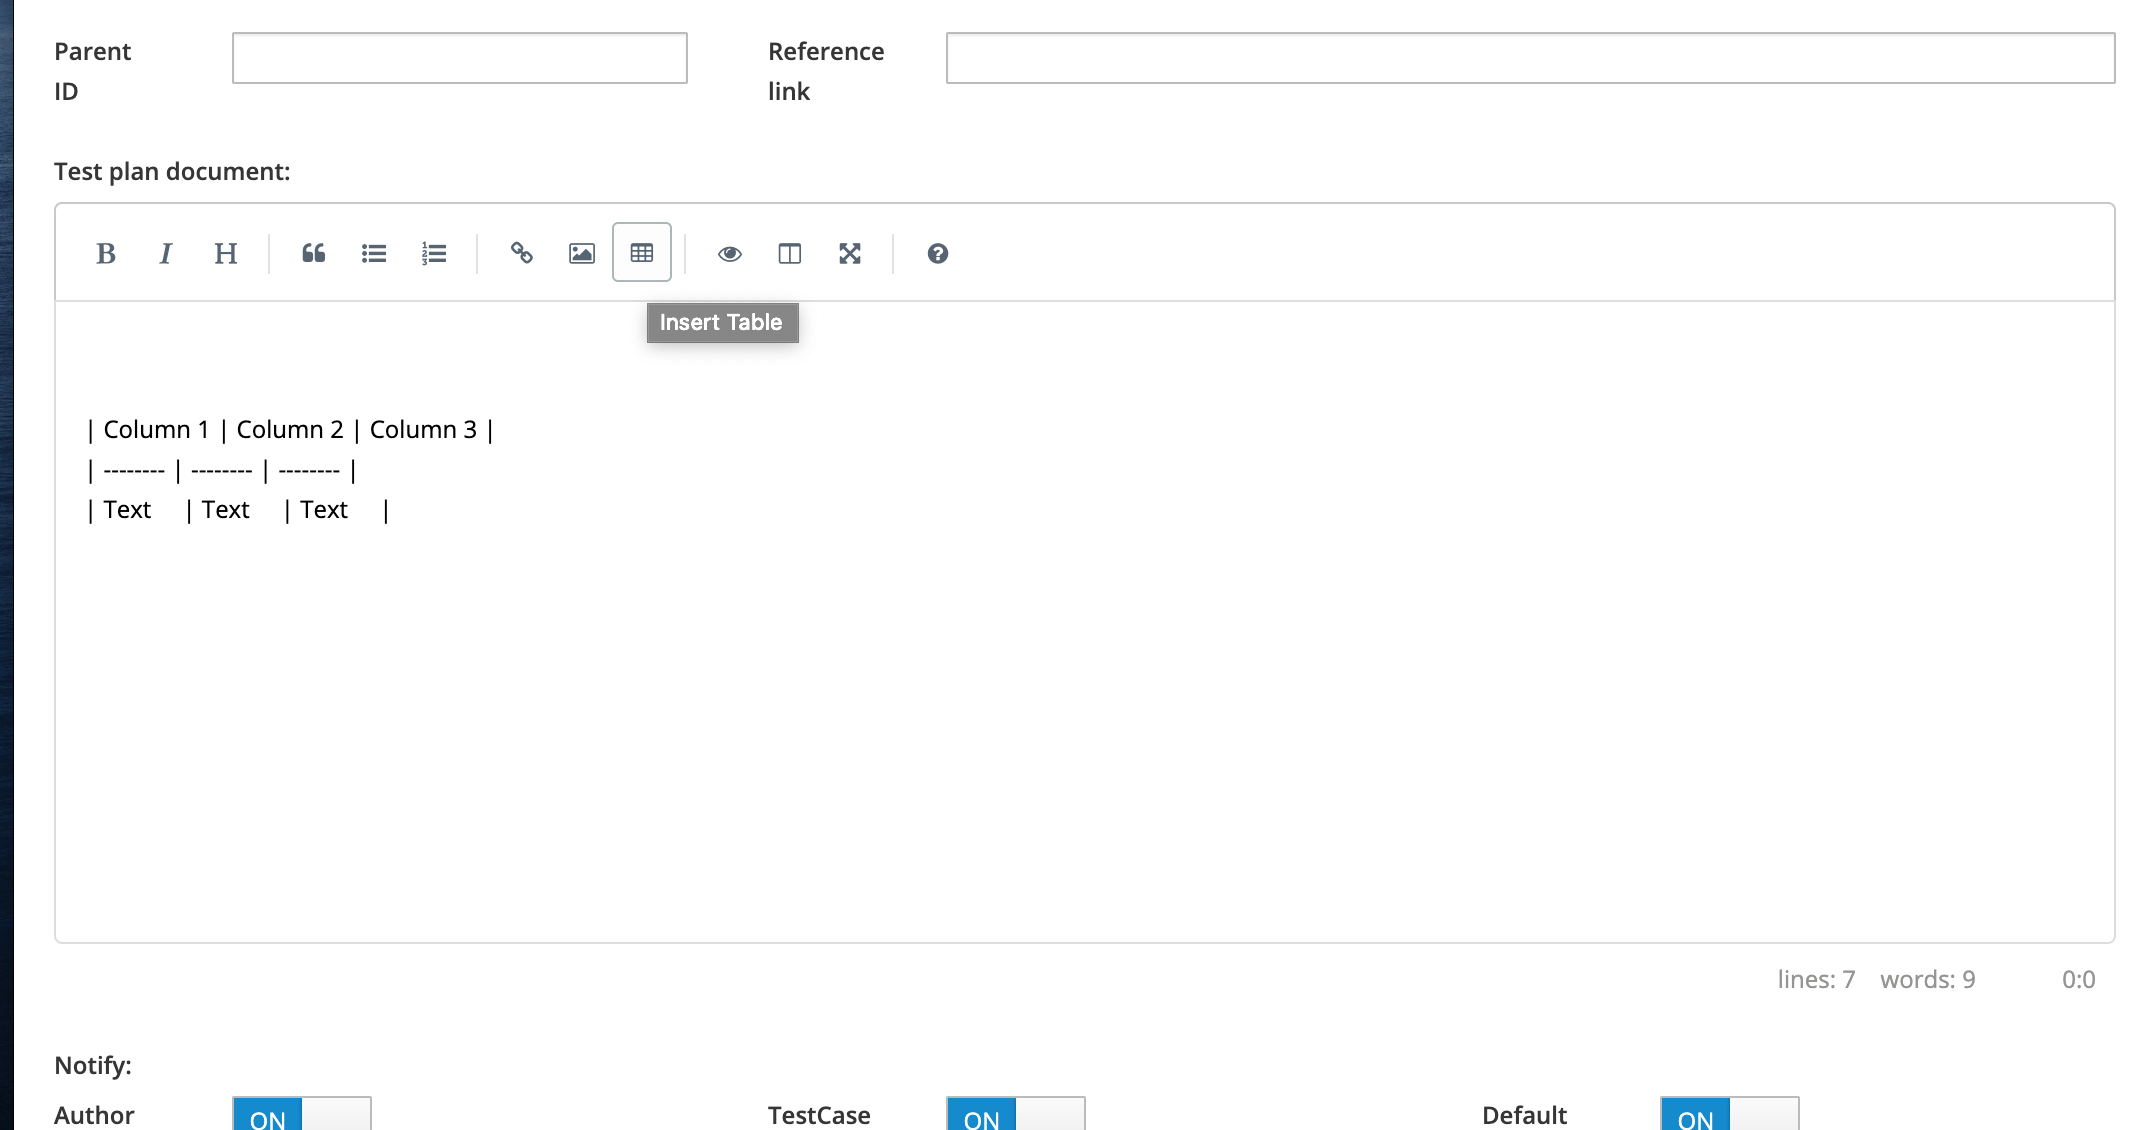 Parent ID
Reference link
Test plan document:
B I H
Insert Table
| Column 1 | Column 2 | Column 3 |
| -------- | -------- | -------- |
| Text     | Text     | Text     |
lines: 7 words: 9 0:0
Notify:
Author ON TestCase ON Default ON